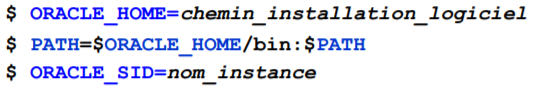 $ ORACLE_HOME=chemin_installation_logiciel
$ PATH=$ORACLE_HOME/bin:$PATH
$ ORACLE_SID=nom_instance